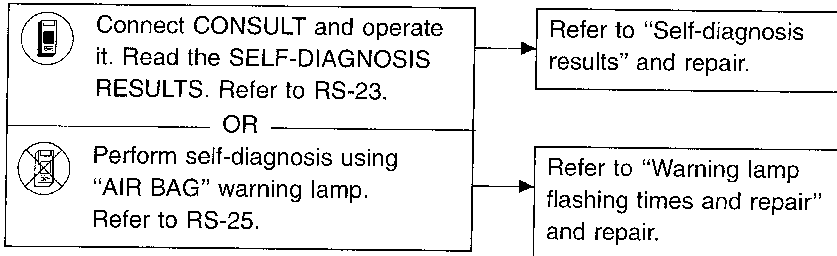 Connect CONSULT and operate
it. Read the SELF-DIAGNOSIS
RESULTS. Refer to RS-23.
OR
Perform self-diagnosis using
“AIR BAG” warning lamp.
Refer to RS-25.
Refer to “Self-diagnosis
results” and repair.
Refer to “Warning lamp
flashing times and repair”
and repair.